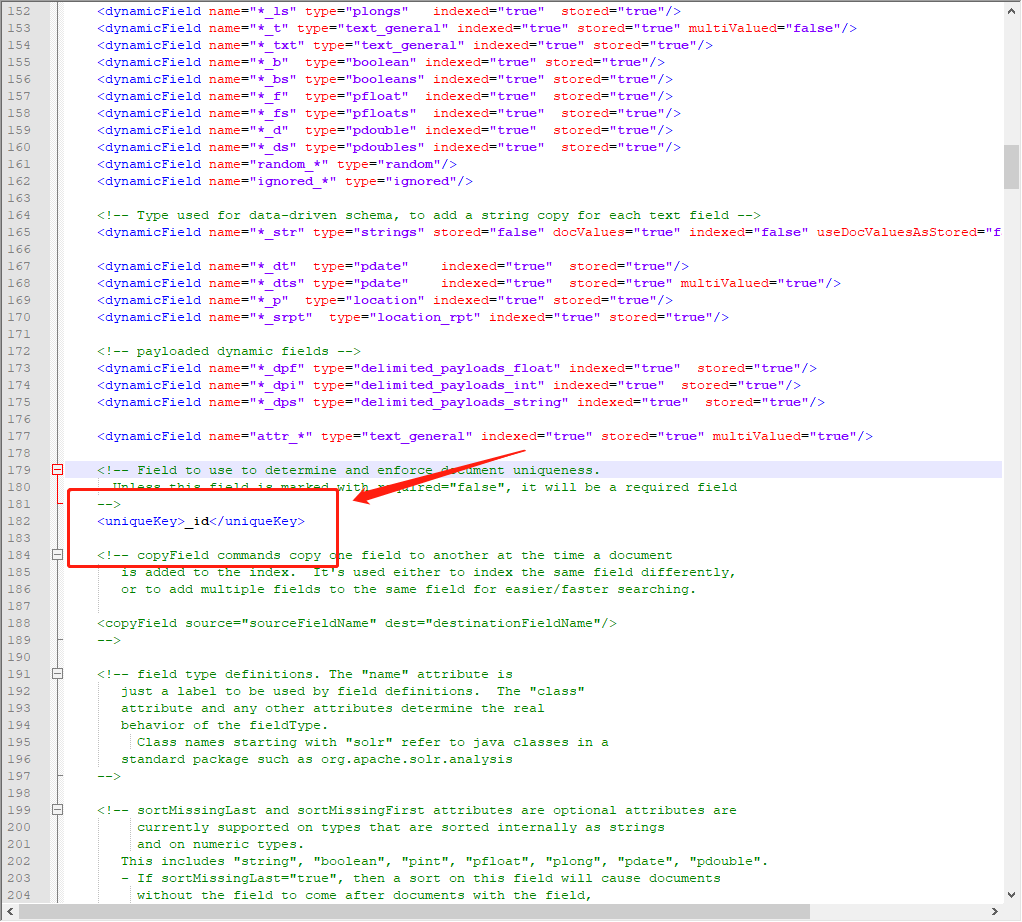 152 <dynamicField name="*_ls" type="plongs" indexed="true" stored="true"/>
153 <dynamicField name="*_t" type="text_general" indexed="true" stored="true" multiValued="false"/>
154 <dynamicField name="*_txt" type="text_general" indexed="true" stored="true"/>
155 <dynamicField name="*_b" type="boolean" indexed="true" stored="true"/>
156 <dynamicField name="*_bs" type="booleans" indexed="true" stored="true"/>
157 <dynamicField name="*_f" type="pfloat" indexed="true" stored="true"/>
158 <dynamicField name="*_fs" type="pfloats" indexed="true" stored="true"/>
159 <dynamicField name="*_d" type="pdouble" indexed="true" stored="true"/>
160 <dynamicField name="*_ds" type="pdoubles" indexed="true" stored="true"/>
161 <dynamicField name="random_*" type="random"/>
162 <dynamicField name="ignored_*" type="ignored"/>
163
164 <!-- Type used for data-driven schema, to add a string copy for each text field -->
165 <dynamicField name="*_str" type="strings" stored="false" docValues="true" indexed="false" useDocValuesAsStored="f
166
167 <dynamicField name="*_dt" type="pdate" indexed="true" stored="true"/>
168 <dynamicField name="*_dts" type="pdate" indexed="true" stored="true" multiValued="true"/>
169 <dynamicField name="*_p" type="location" indexed="true" stored="true"/>
170 <dynamicField name="*_srpt" type="location_rpt" indexed="true" stored="true"/>
171
172 <!-- payloaded dynamic fields -->
173 <dynamicField name="*_dpf" type="delimited_payloads_float" indexed="true" stored="true"/>
174 <dynamicField name="*_dpi" type="delimited_payloads_int" indexed="true" stored="true"/>
175 <dynamicField name="*_dps" type="delimited_payloads_string" indexed="true" stored="true"/>
176
177 <dynamicField name="attr_*" type="text_general" indexed="true" stored="true" multiValued="true"/>
178
179 <!-- Field to use to determine and enforce document uniqueness.
180 Unless this field is marked with required="false", it will be a required field
181 -->
182 <uniqueKey>_id</uniqueKey>
183
184 <!-- copyField commands copy one field to another at the time a document
185 is added to the index. It's used either to index the same field differently,
186 or to add multiple fields to the same field for easier/faster searching.
187
188 <copyField source="sourceFieldName" dest="destinationFieldName"/>
189 -->
190
191 <!-- field type definitions. The "name" attribute is
192 just a label to be used by field definitions. The "class"
193 attribute and any other attributes determine the real
194 behavior of the fieldType.
195 Class names starting with "solr" refer to java classes in a
196 standard package such as org.apache.solr.analysis
197 -->
198
199 <!-- sortMissingLast and sortMissingFirst attributes are optional attributes are
200 currently supported on types that are sorted internally as strings
201 and on numeric types.
202 This includes "string", "boolean", "pint", "pfloat", "plong", "pdate", "pdouble".
203 - If sortMissingLast="true", then a sort on this field will cause documents
204 without the field to come after documents with the field,